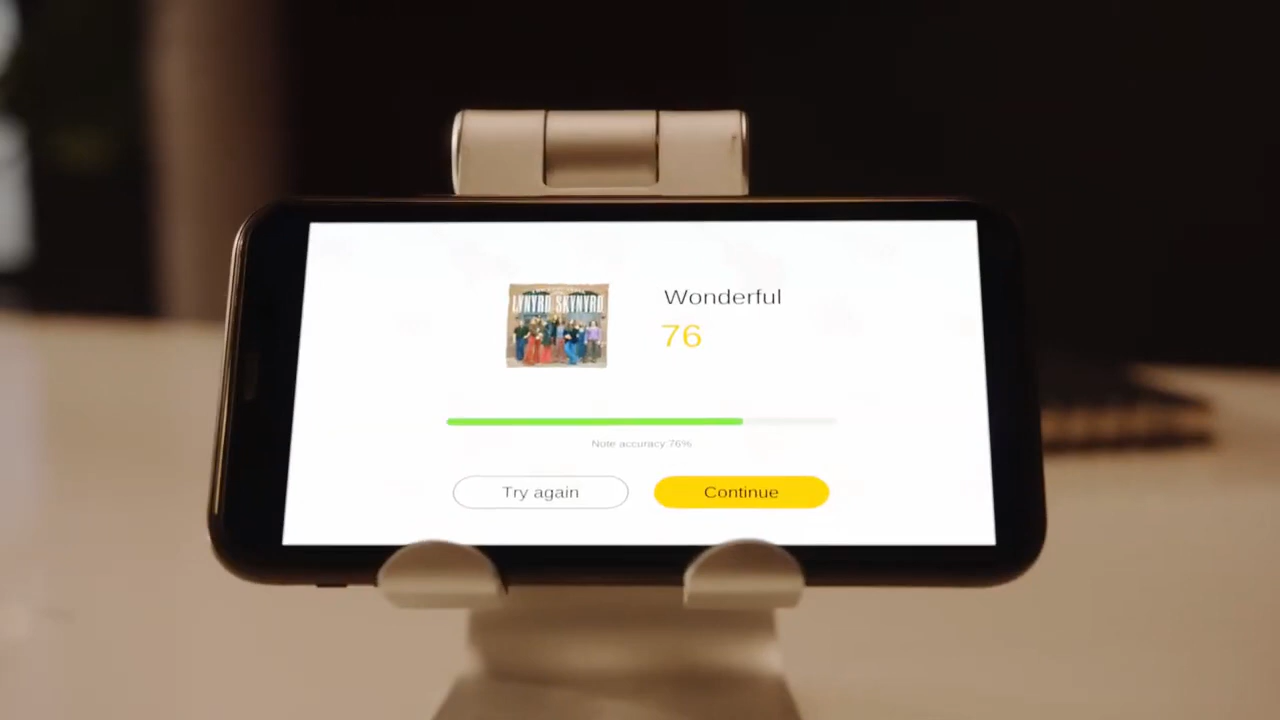 LYNYRD SKYNYRD
Wonderful
76
Note accuracy 76%
Try again
Continue